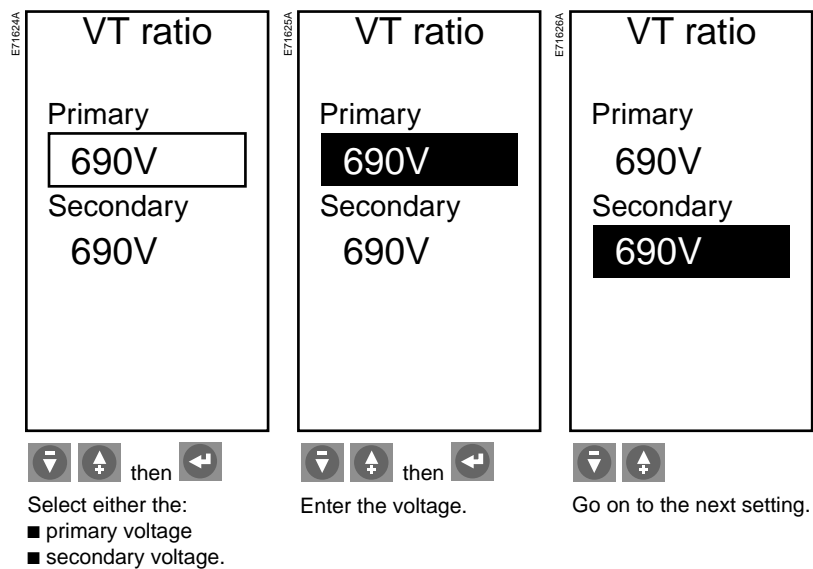 E71624A
VT ratio
Primary
690V
Secondary
690V
then
Select either the:
■ primary voltage
■ secondary voltage.
E71625A
VT ratio
Primary
690V
Secondary
690V
then
Enter the voltage.
E71626A
VT ratio
Primary
690V
Secondary
690V
Go on to the next setting.